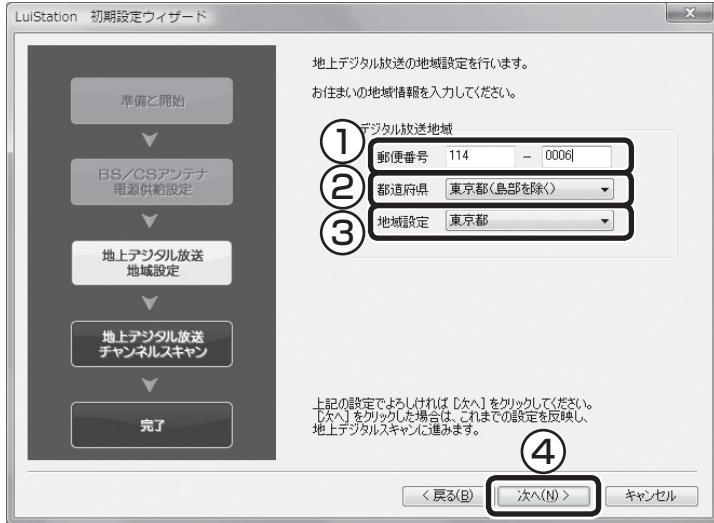 LuiStation 初期設定ウィザード
準備と開始
BS/CSアンテナ
電源供給設定
地上デジタル放送
地域設定
地上デジタル放送
チャンネルスキャン
完了
地上デジタル放送の地域設定を行います。
お住まいの地域情報を入力してください。
デジタル放送地域
① 郵便番号 114 - 0006
② 都道府県 東京都(島部を除く)
③ 地域設定 東京都
上記の設定でよろしければ [次へ] をクリックしてください。
[次へ] をクリックした場合は、これまでの設定を反映し、
地上デジタルスキャンに進みます。
④
< 戻る(B) 次へ(N) > キャンセル